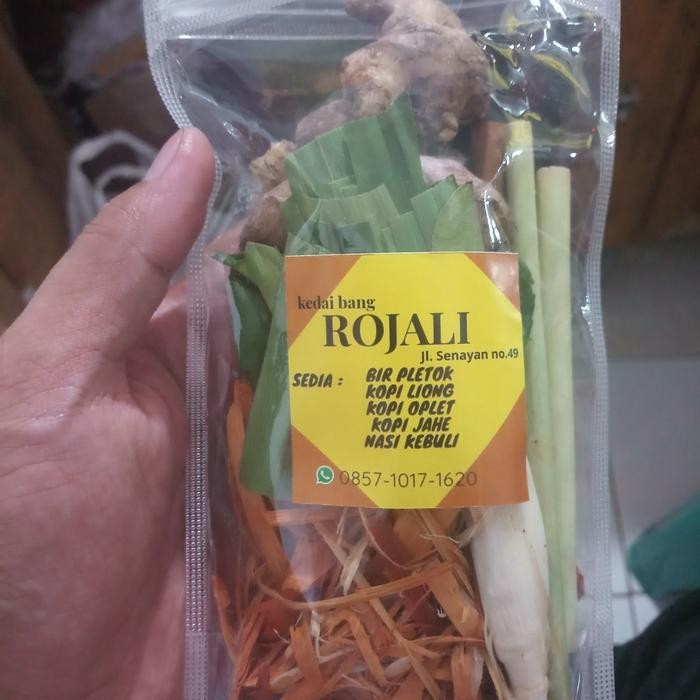 kedai bang
ROJALI
Jl. Senayan no.49
SEDIA : BIR PLETOK
KOPI LIONG
KOPI OPLET
KOPI JAHE
NASI KEBULI
0857-1017-1620